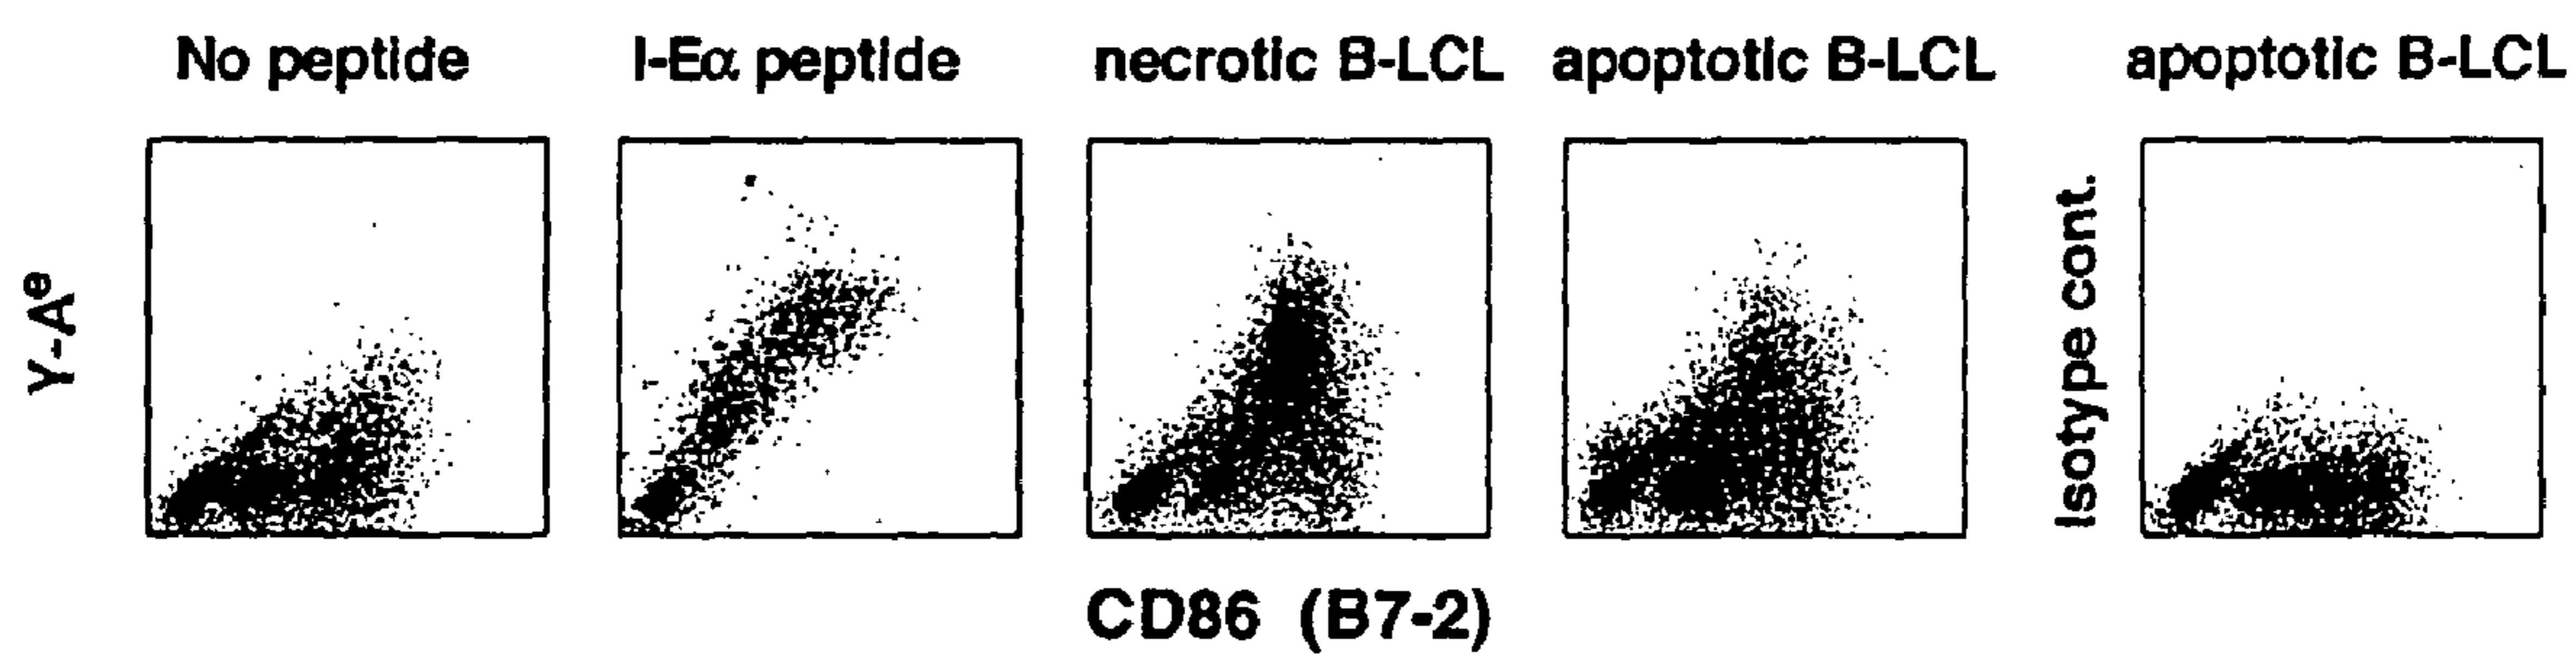 No peptide
I-Eα peptide
necrotic B-LCL
apoptotic B-LCL
apoptotic B-LCL
Y-Aᵉ
Isotype cont.
CD86 (B7-2)